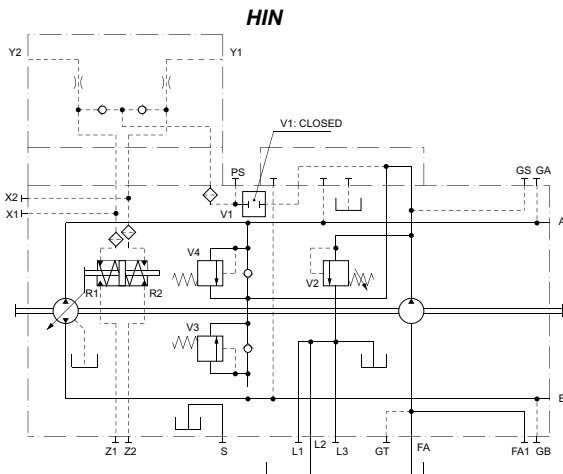 HIN
Y2
Y1
V1: CLOSED
PS
GS GA
X2
X1
V1
A
V4
V2
R1
R2
V3
B
Z1 Z2
S
L1
L2
L3
GT
FA
FA1
GB